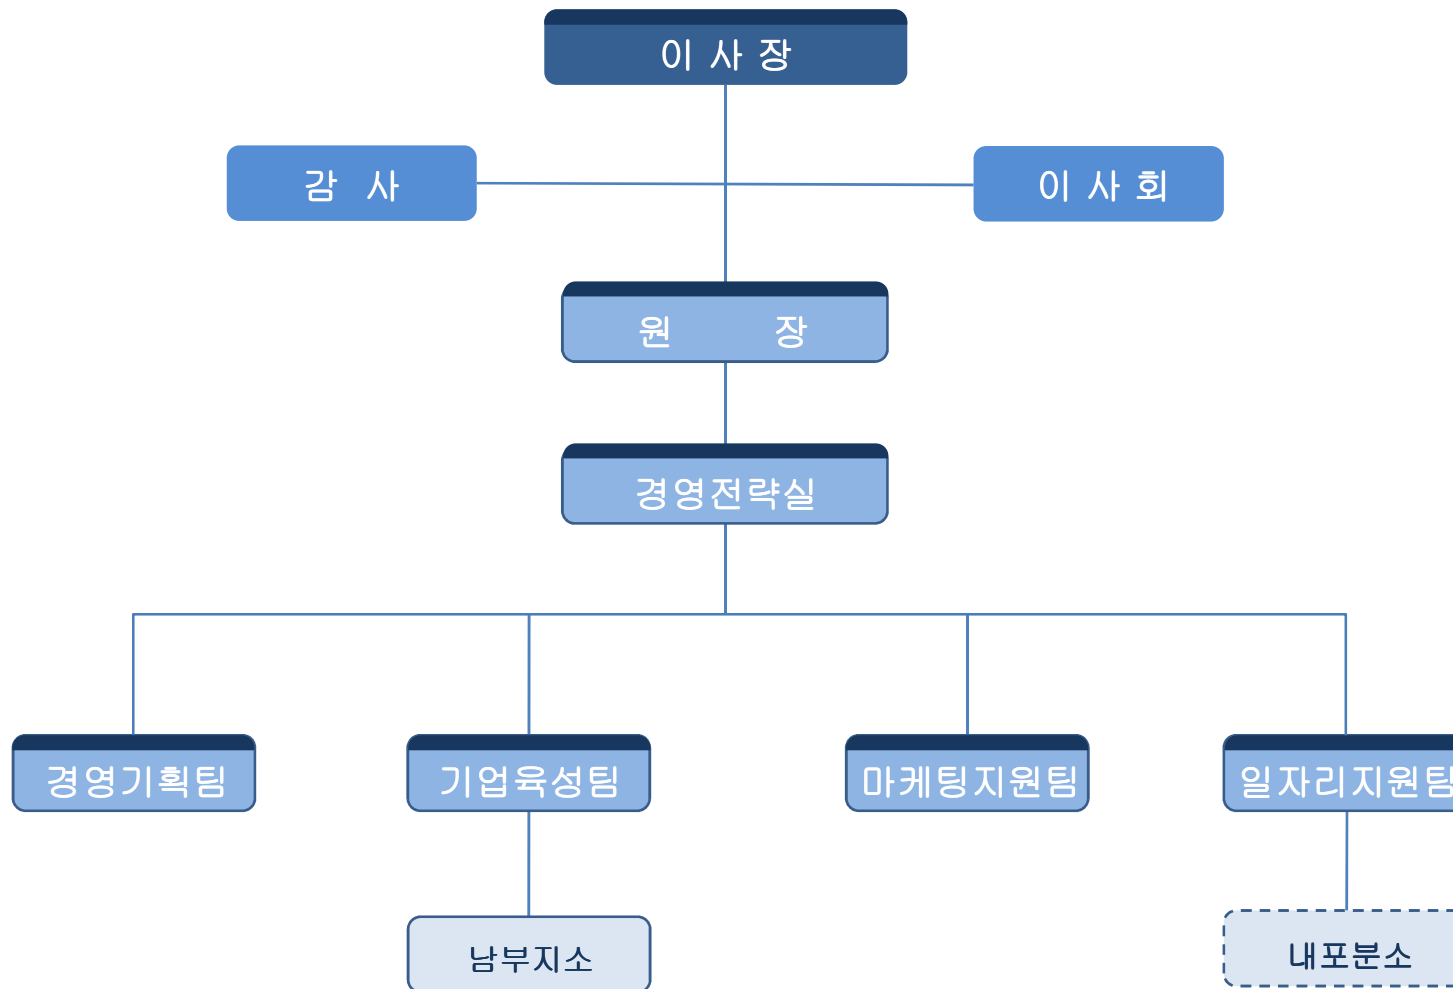 이 사 장
감 사
이 사 회
원 장
경영전략실
경영기획팀
기업육성팀
마케팅지원팀
일자리지원팀
남부지소
내포분소